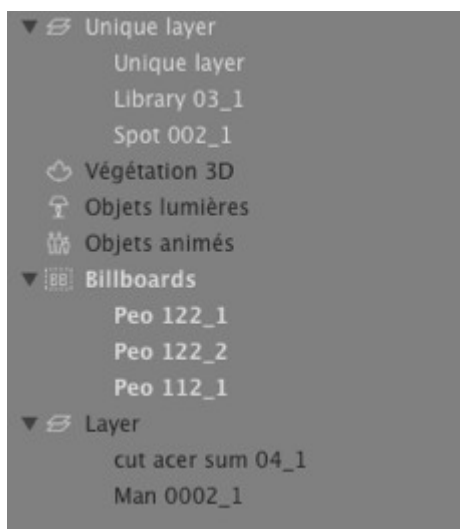 Unique layer
Unique layer
Library 03_1
Spot 002_1
Végétation 3D
Objets lumières
Objets animés
BB Billboards
Peo 122_1
Peo 122_2
Peo 112_1
Layer
cut acer sum 04_1
Man 0002_1